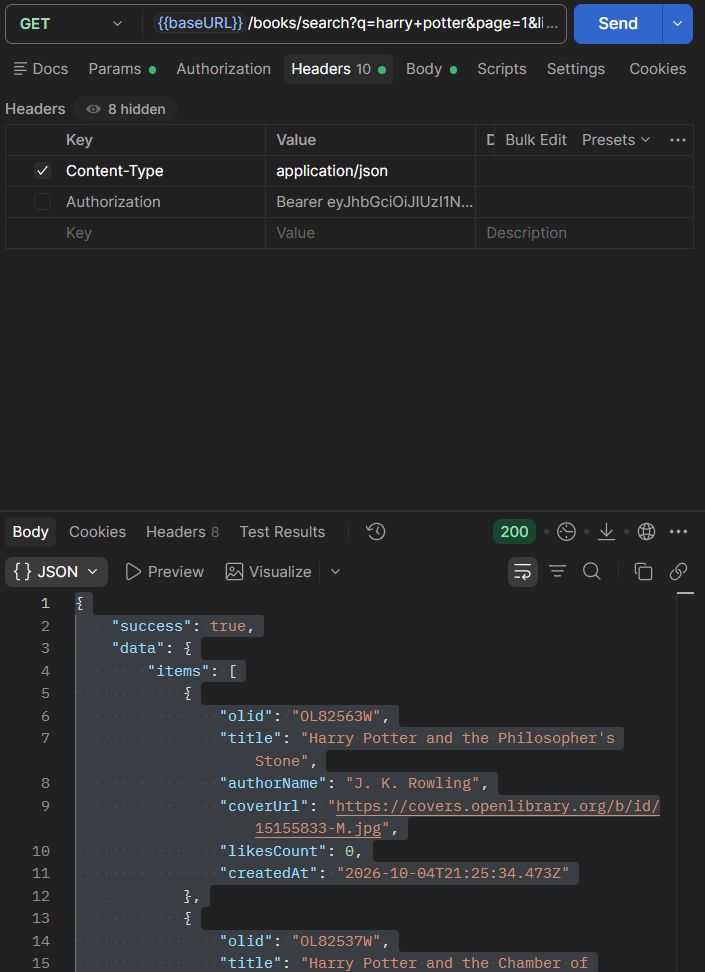 GET {{baseURL}}/books/search?q=harry+potter&page=1&li... Send
Docs Params Authorization Headers 10 Body Scripts Settings Cookies
Headers 8 hidden
Key Value D Bulk Edit Presets ...
Content-Type application/json
Authorization Bearer eyJhbGciOiJIUzI1N...
Key Value Description
Body Cookies Headers 8 Test Results 200 ...
{} JSON Preview Visualize
1 {
2 "success": true,
3 "data": {
4 "items": [
5 {
6 "olid": "OL82563W",
7 "title": "Harry Potter and the Philosopher's
Stone",
8 "authorName": "J. K. Rowling",
9 "coverUrl": "https://covers.openlibrary.org/b/id/
15155833-M.jpg",
10 "likesCount": 0,
11 "createdAt": "2026-10-04T21:25:34.473Z"
12 },
13 {
14 "olid": "OL82537W",
15 "title": "Harry Potter and the Chamber of